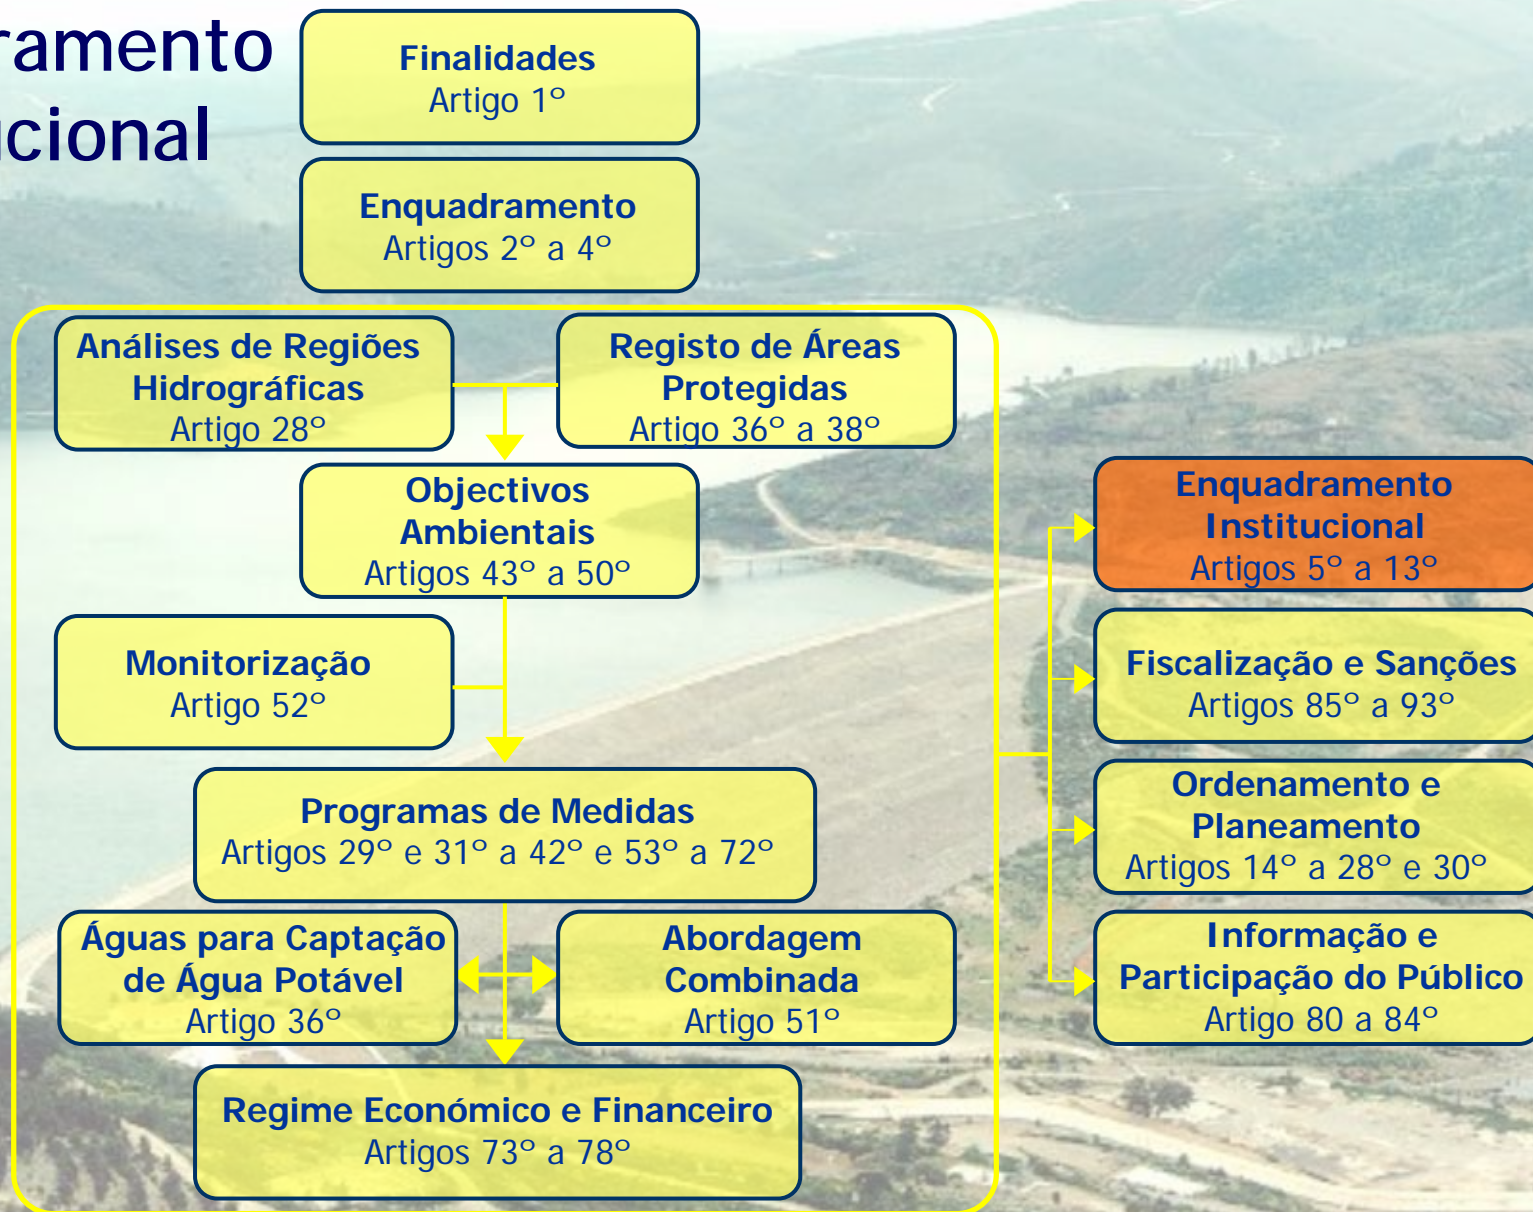 ramento
ucional
Finalidades
Artigo 1º
Enquadramento
Artigos 2º a 4º
Análises de Regiões
Hidrográficas
Artigo 28º
Registo de Áreas
Protegidas
Artigo 36º a 38º
Objectivos
Ambientais
Artigos 43º a 50º
Monitorização
Artigo 52º
Programas de Medidas
Artigos 29º e 31º a 42º e 53º a 72º
Águas para Captação
de Água Potável
Artigo 36º
Abordagem
Combinada
Artigo 51º
Regime Económico e Financeiro
Artigos 73º a 78º
Enquadramento
Institucional
Artigos 5º a 13º
Fiscalização e Sanções
Artigos 85º a 93º
Ordenamento e
Planeamento
Artigos 14º a 28º e 30º
Informação e
Participação do Público
Artigo 80 a 84º